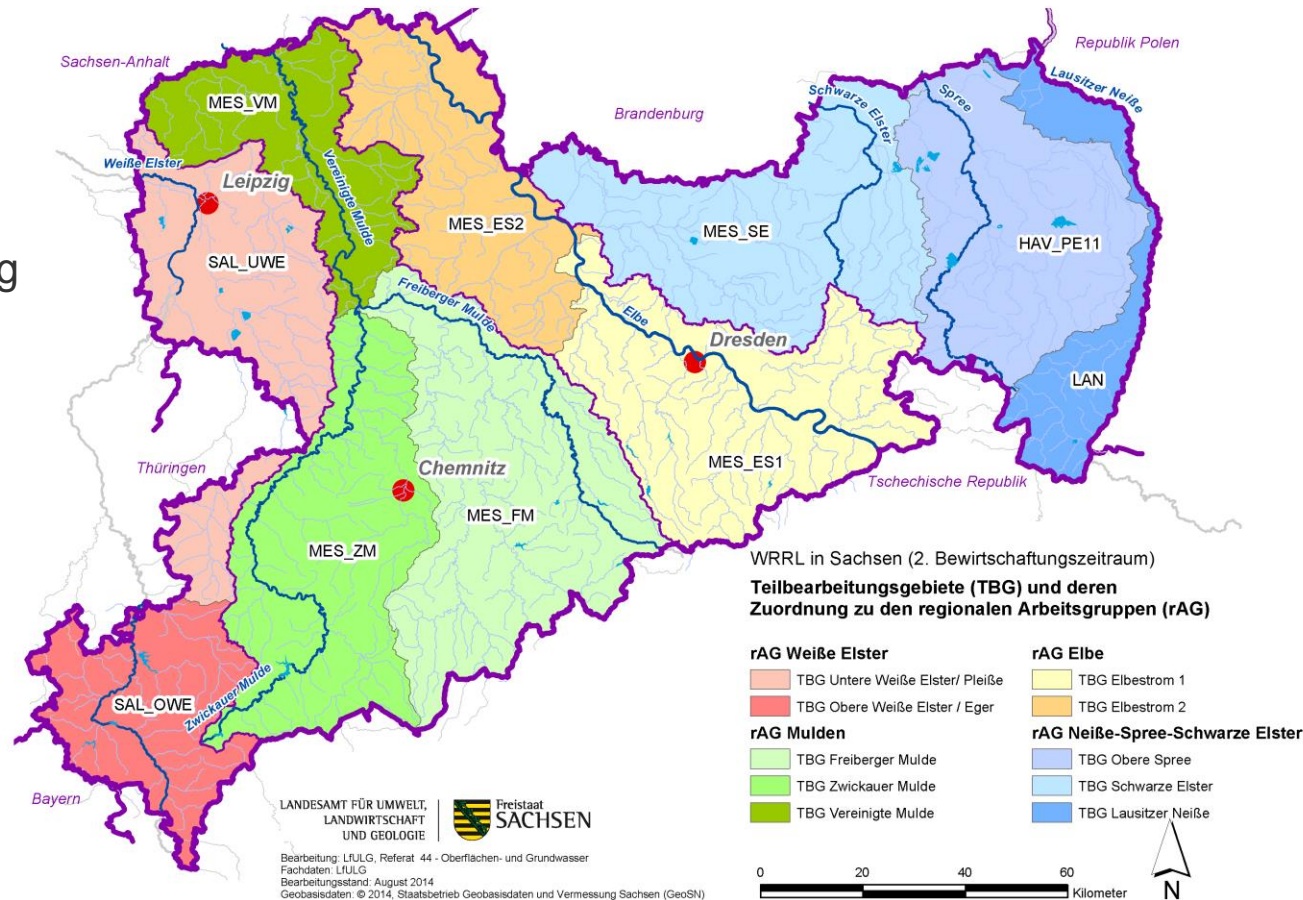 Sachsen-Anhalt
Republik Polen
Lausitzer Neiße
Schwarze Elster
Spree
MES_VM
Brandenburg
Weiße Elster
Leipzig
Vereinigte Mulde
MES_ES2
MES_SE
HAV_PE11
SAL_UWE
g
Freiberger Mulde
Elbe
Dresden
LAN
Thüringen
Chemnitz
MES_ES1
Tschechische Republik
MES_FM
MES_ZM
Zwickauer Mulde
SAL_OWE
Bayern
WRRL in Sachsen (2. Bewirtschaftungszeitraum)
Teilbearbeitungsgebiete (TBG) und deren
Zuordnung zu den regionalen Arbeitsgruppen (rAG)
rAG Weiße Elster
TBG Untere Weiße Elster/ Pleiße
TBG Obere Weiße Elster / Eger
rAG Mulden
TBG Freiberger Mulde
TBG Zwickauer Mulde
TBG Vereinigte Mulde
rAG Elbe
TBG Elbestrom 1
TBG Elbestrom 2
rAG Neiße-Spree-Schwarze Elster
TBG Obere Spree
TBG Schwarze Elster
TBG Lausitzer Neiße
LANDESAMT FÜR UMWELT,
LANDWIRTSCHAFT
UND GEOLOGIE
Freistaat
SACHSEN
Bearbeitung: LfULG, Referat 44 - Oberflächen- und Grundwasser
Fachdaten: LfULG
Bearbeitungsstand: August 2014
Geobasisdaten: © 2014, Staatsbetrieb Geobasisdaten und Vermessung Sachsen (GeoSN)
0 20 40 60
Kilometer
N